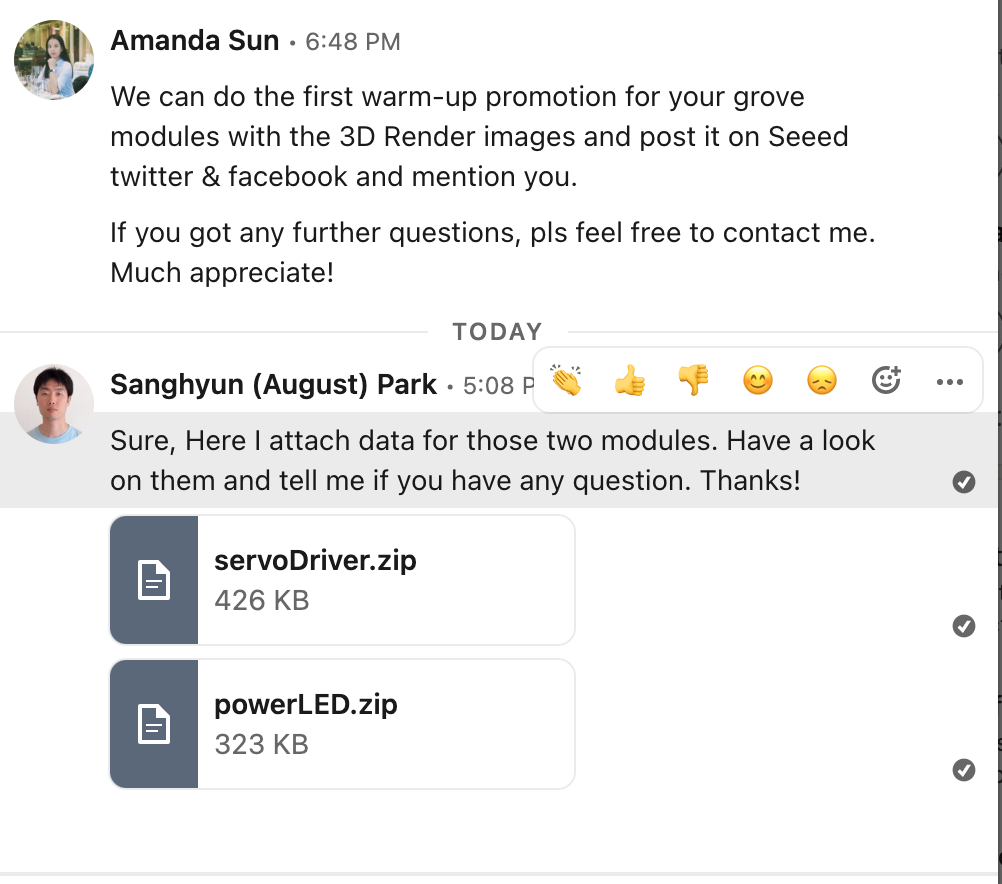 Amanda Sun • 6:48 PM
We can do the first warm-up promotion for your grove
modules with the 3D Render images and post it on Seeed
twitter & facebook and mention you.
If you got any further questions, pls feel free to contact me.
Much appreciate!
TODAY
Sanghyun (August) Park • 5:08 P
Sure, Here I attach data for those two modules. Have a look
on them and tell me if you have any question. Thanks!
servoDriver.zip
426 KB
powerLED.zip
323 KB